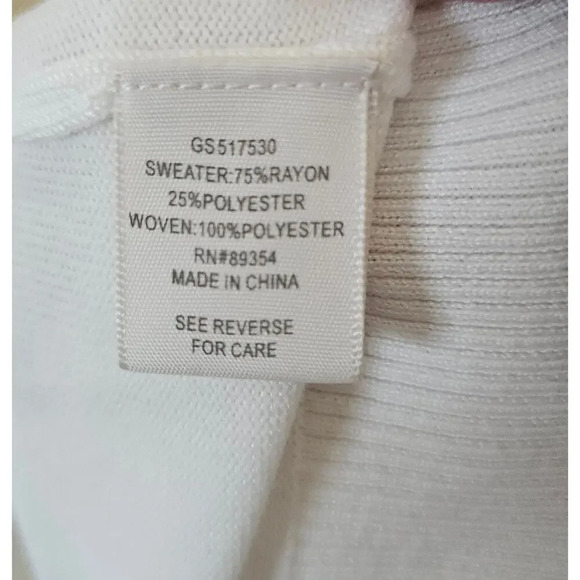 GS517530
SWEATER:75%RAYON
25%POLYESTER
WOVEN:100%POLYESTER
RN#89354
MADE IN CHINA
SEE REVERSE
FOR CARE